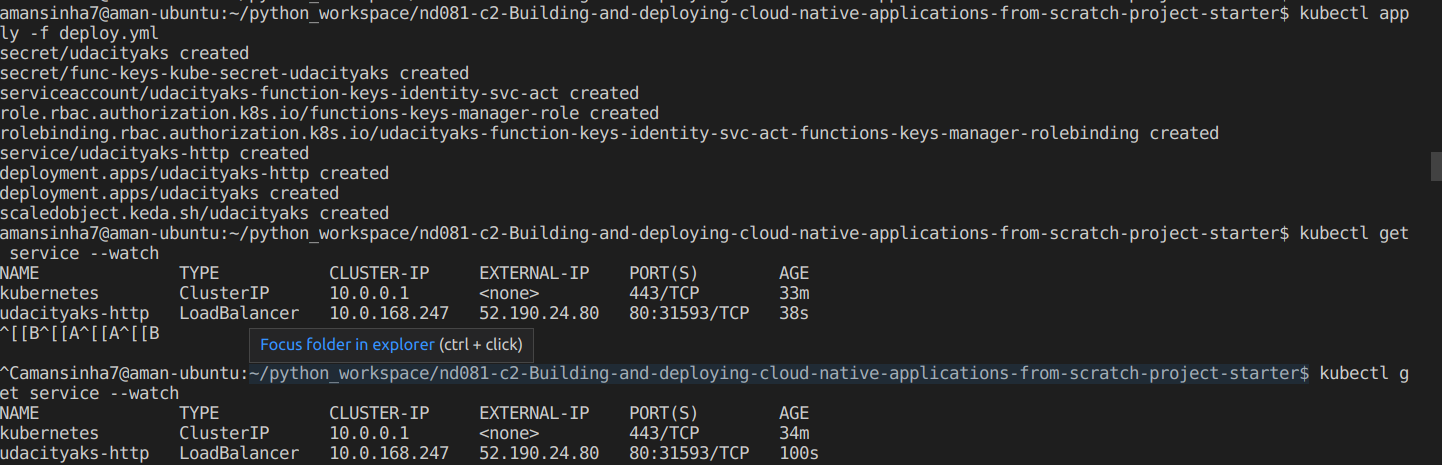 amansinha7@aman-ubuntu:~/python_workspace/nd081-c2-Building-and-deploying-cloud-native-applications-from-scratch-project-starter$ kubectl app
ly -f deploy.yml
secret/udacityaks created
secret/func-keys-kube-secret-udacityaks created
serviceaccount/udacityaks-function-keys-identity-svc-act created
role.rbac.authorization.k8s.io/functions-keys-manager-role created
rolebinding.rbac.authorization.k8s.io/udacityaks-function-keys-identity-svc-act-functions-keys-manager-rolebinding created
service/udacityaks-http created
deployment.apps/udacityaks-http created
deployment.apps/udacityaks created
scaledobject.keda.sh/udacityaks created
amansinha7@aman-ubuntu:~/python_workspace/nd081-c2-Building-and-deploying-cloud-native-applications-from-scratch-project-starter$ kubectl get
 service --watch
NAME              TYPE           CLUSTER-IP     EXTERNAL-IP    PORT(S)        AGE
kubernetes        ClusterIP      10.0.0.1       <none>         443/TCP        33m
udacityaks-http   LoadBalancer   10.0.168.247   52.190.24.80   80:31593/TCP   38s
^[[B^[[A^[[A^[[B
Focus folder in explorer (ctrl + click)
^Camansinha7@aman-ubuntu:~/python_workspace/nd081-c2-Building-and-deploying-cloud-native-applications-from-scratch-project-starter$ kubectl g
et service --watch
NAME              TYPE           CLUSTER-IP     EXTERNAL-IP    PORT(S)        AGE
kubernetes        ClusterIP      10.0.0.1       <none>         443/TCP        34m
udacityaks-http   LoadBalancer   10.0.168.247   52.190.24.80   80:31593/TCP   100s